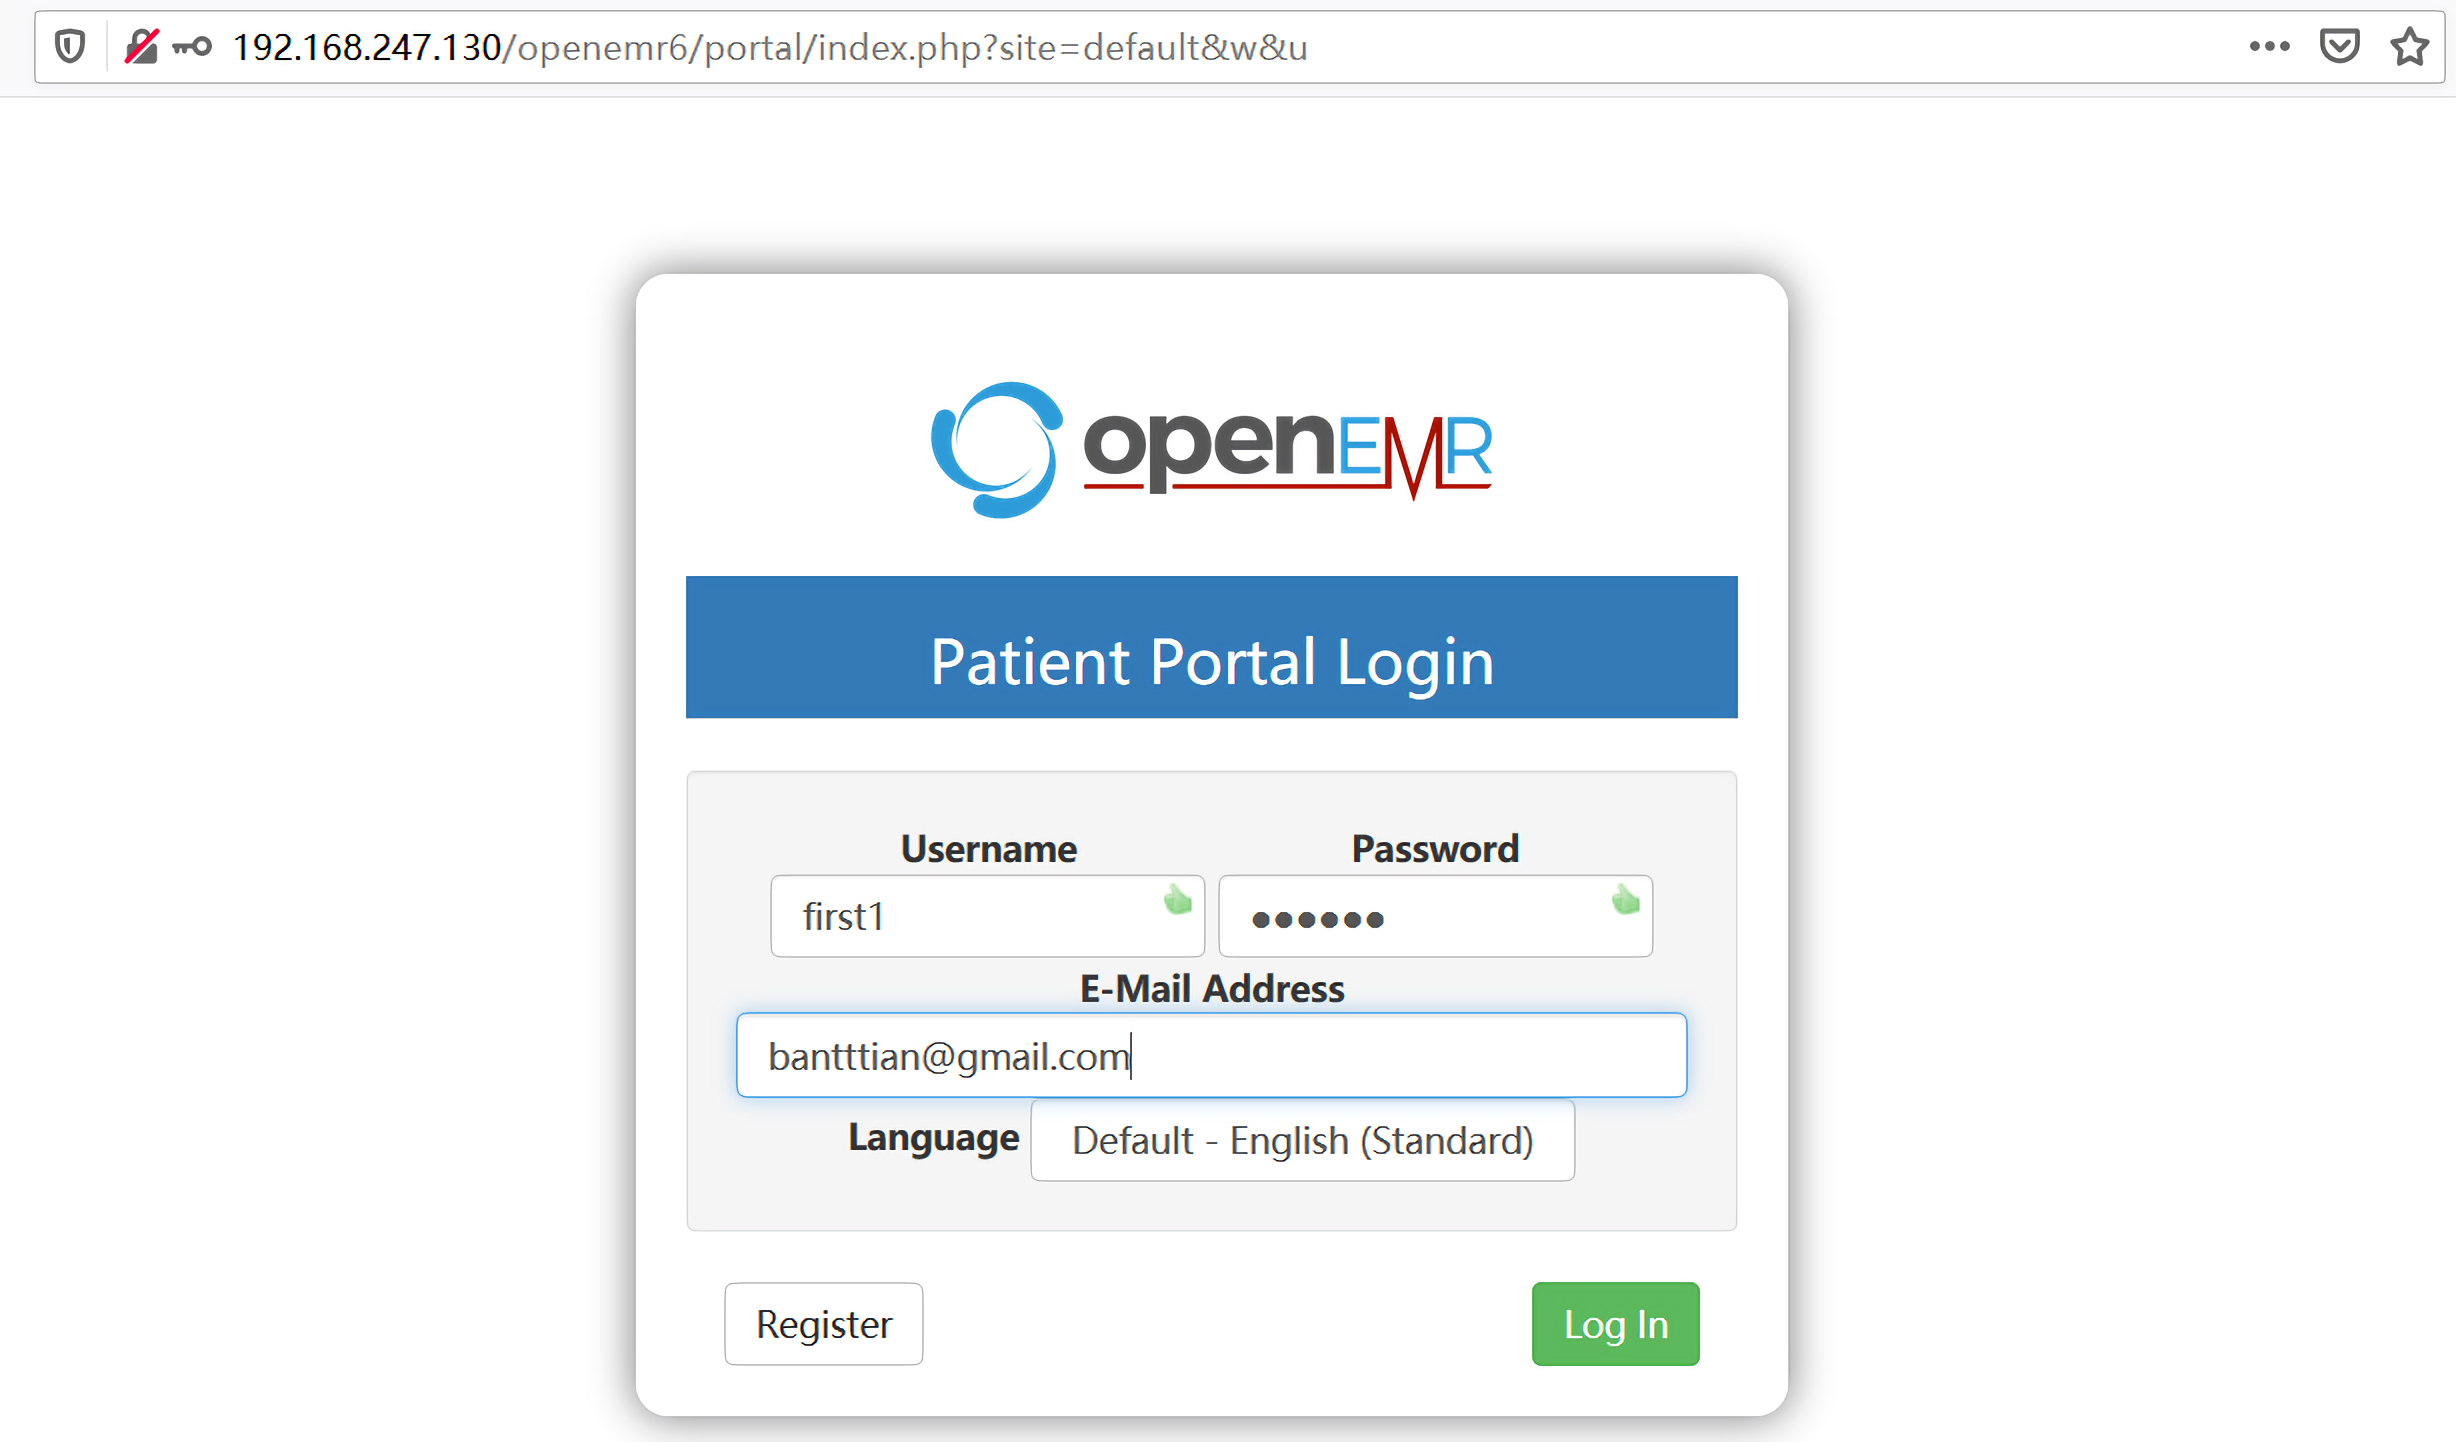 192.168.247.130/openemr6/portal/index.php?site=default&w&u
openEMR
Patient Portal Login
Username Password
first1 ••••••
E-Mail Address
bantttian@gmail.com
Language Default - English (Standard)
Register Log In